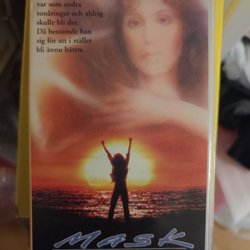 var som andra
tonåringar och aldrig
skulle bli det.
Då bestämde han
sig för att i stället
bli ännu bättre.
MASK